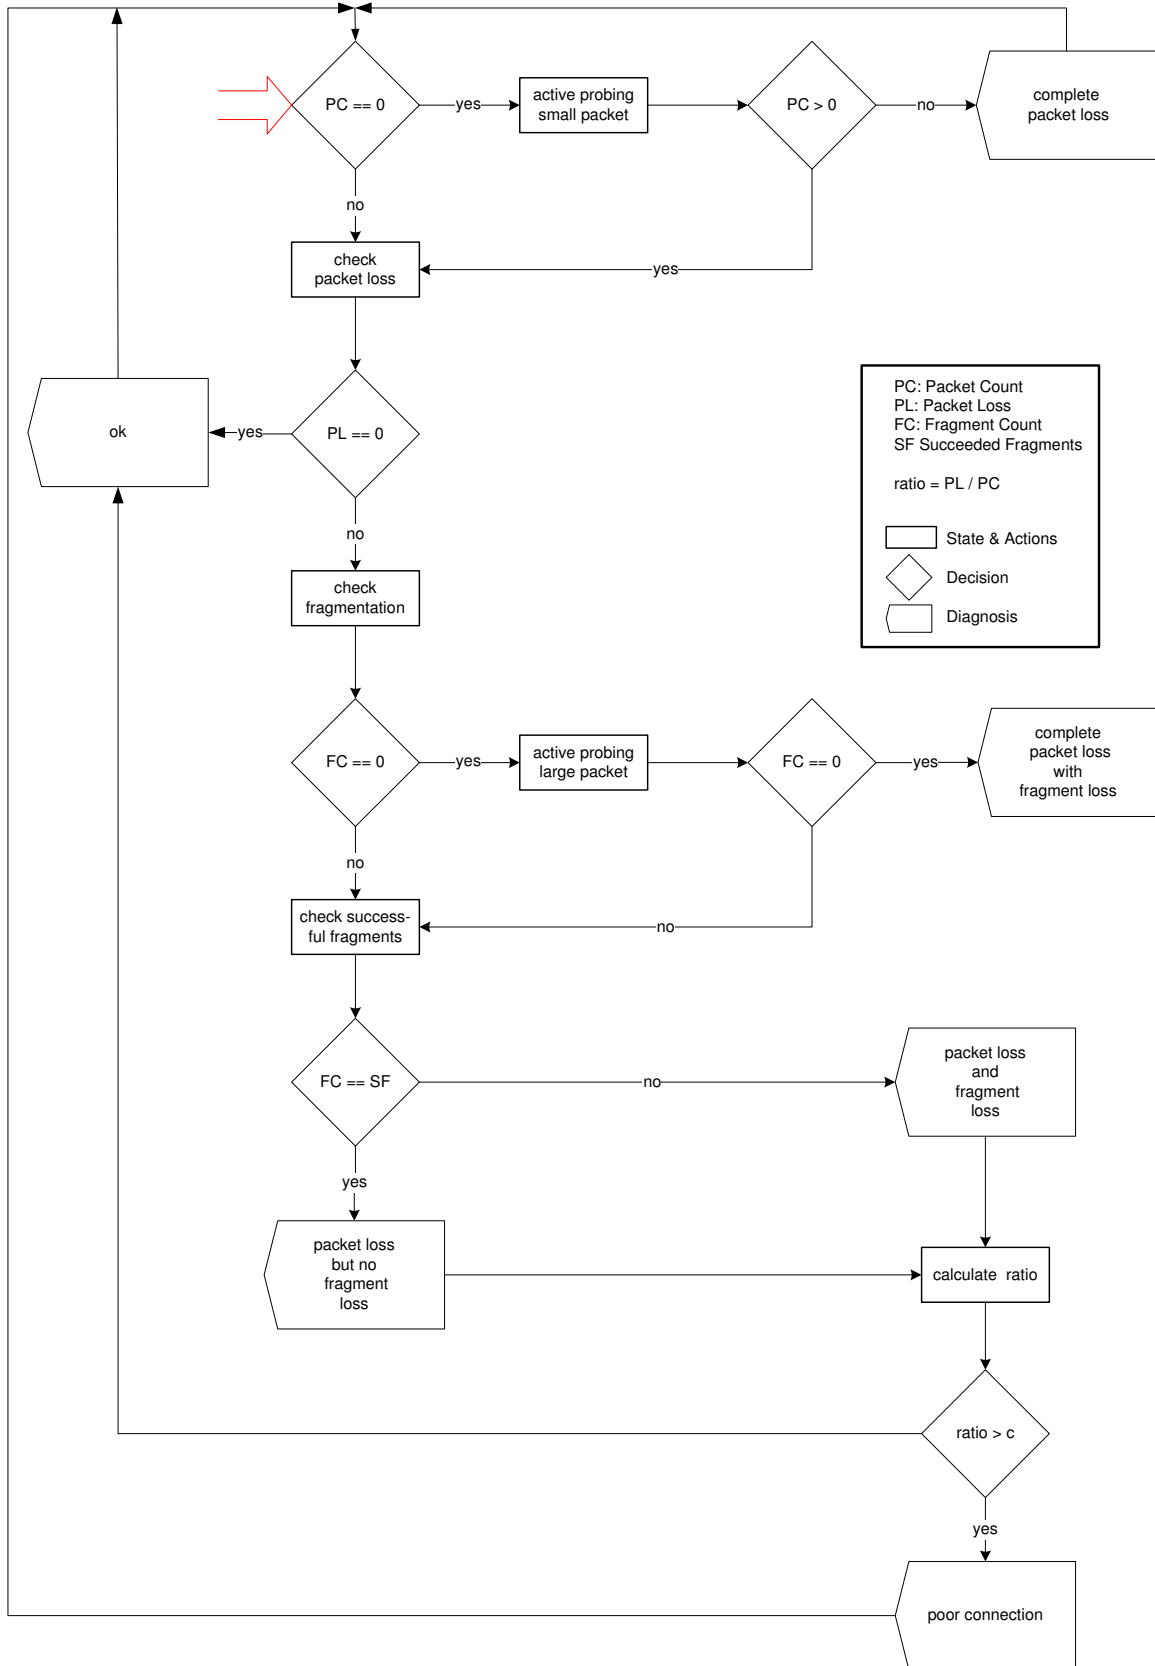 PC == 0
yes
active probing
small packet
PC > 0
no
complete
packet loss
no
check
packet loss
yes
ok
yes
PL == 0
no
PC: Packet Count
PL: Packet Loss
FC: Fragment Count
SF Succeeded Fragments
ratio = PL / PC
State & Actions
Decision
Diagnosis
check
fragmentation
FC == 0
yes
active probing
large packet
FC == 0
yes
complete
packet loss
with
fragment loss
no
check success-
ful fragments
no
FC == SF
no
packet loss
and
fragment
loss
yes
packet loss
but no
fragment
loss
calculate ratio
ratio > c
yes
poor connection